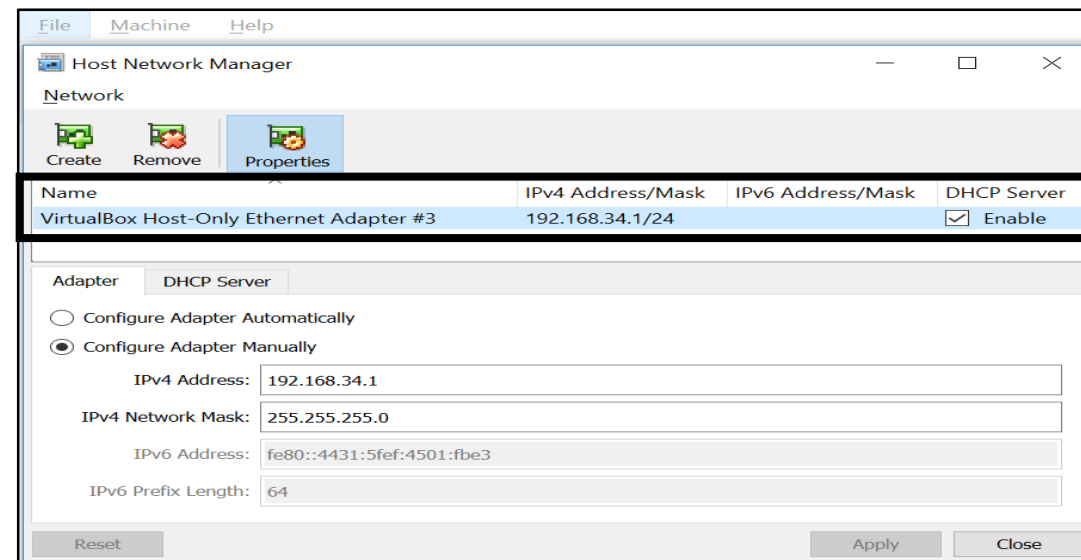 File Machine Help
Host Network Manager
Network
Create Remove Properties
Name IPv4 Address/Mask IPv6 Address/Mask DHCP Server
VirtualBox Host-Only Ethernet Adapter #3 192.168.34.1/24 Enable
Adapter DHCP Server
Configure Adapter Automatically
Configure Adapter Manually
IPv4 Address: 192.168.34.1
IPv4 Network Mask: 255.255.255.0
IPv6 Address: fe80::4431:5fef:4501:fbe3
IPv6 Prefix Length: 64
Reset Apply Close